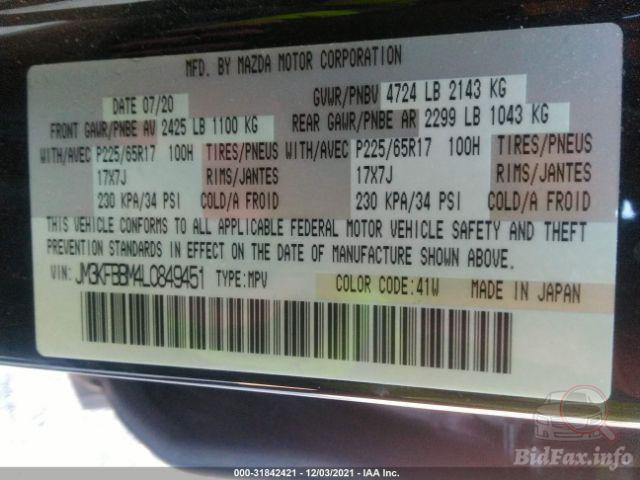 MFD. BY MAZDA MOTOR CORPORATION
DATE 07/20 GVWR/PNBV 4724 LB 2143 KG
FRONT GAWR/PNBE AV 2425 LB 1100 KG REAR GAWR/PNBE AR 2299 LB 1043 KG
WITH/AVEC P225/65R17 100H TIRES/PNEUS WITH/AVEC P225/65R17 100H TIRES/PNEUS
17X7J RIMS/JANTES 17X7J RIMS/JANTES
230 KPA/34 PSI COLD/A FROID 230 KPA/34 PSI COLD/A FROID
THIS VEHICLE CONFORMS TO ALL APPLICABLE FEDERAL MOTOR VEHICLE SAFETY AND THEFT
PREVENTION STANDARDS IN EFFECT ON THE DATE OF MANUFACTURE SHOWN ABOVE.
VIN: JM3KFBBM4L0849451 TYPE:MPV COLOR CODE:41W MADE IN JAPAN
000-31842421 - 12/03/2021 - IAA Inc.
BidFax.info